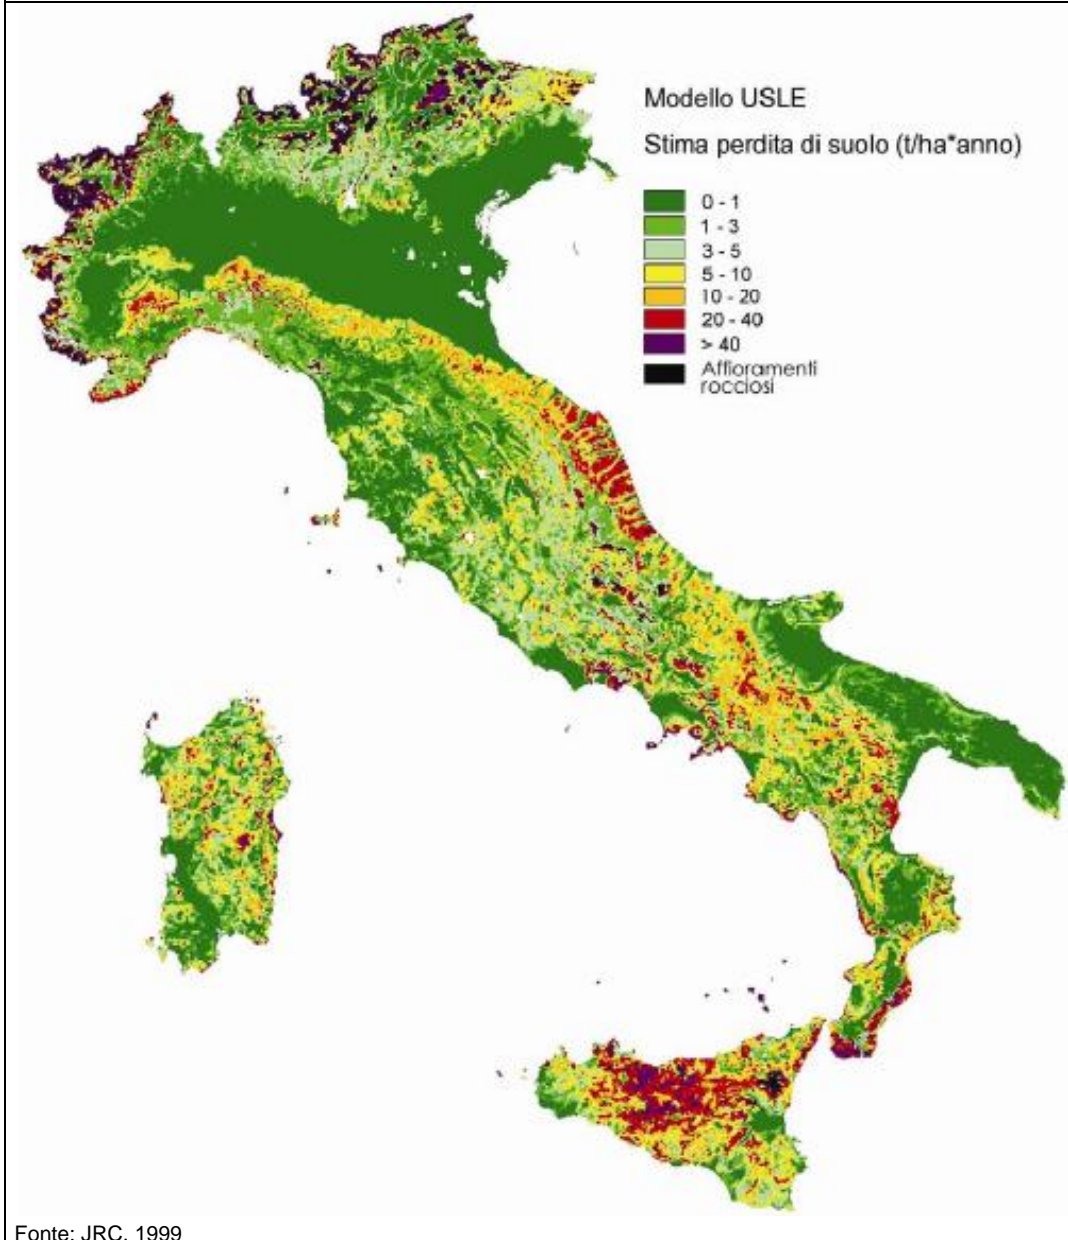 Modello USLE
Stima perdita di suolo (t/ha*anno)
0 - 1
1 - 3
3 - 5
5 - 10
10 - 20
20 - 40
> 40
Affioramenti
rocciosi
Fonte: JRC, 1999